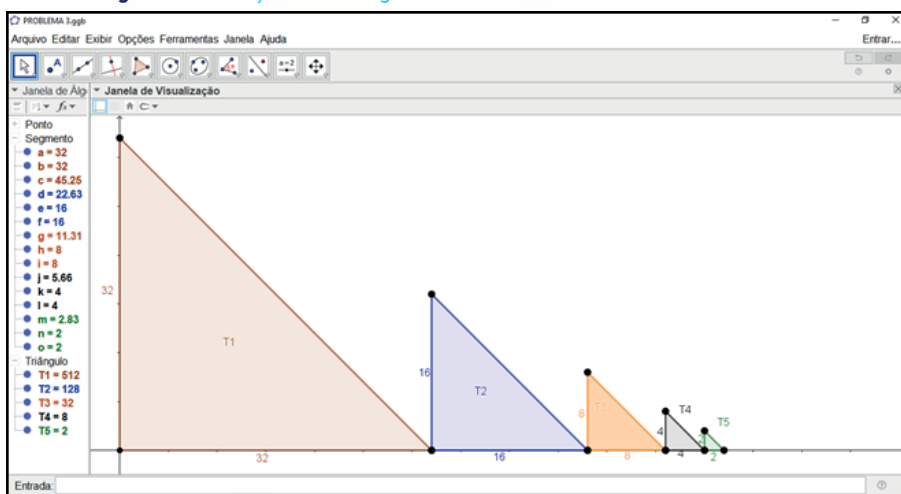 PROBLEMA 3.ggb
Arquivo Editar Exibir Opções Ferramentas Janela Ajuda
Entrar...
a=2
Janela de Álg
Janela de Visualização
Ponto
Segmento
a = 32
b = 32
c = 45.25
d = 22.63
e = 16
f = 16
g = 11.31
h = 8
i = 8
j = 5.66
k = 4
l = 4
m = 2.83
n = 2
o = 2
Triângulo
T1 = 512
T2 = 128
T3 = 32
T4 = 8
T5 = 2
32
T1
32
16
T2
16
8
T3
8
4
T4
4
2
T5
2
Entrada: